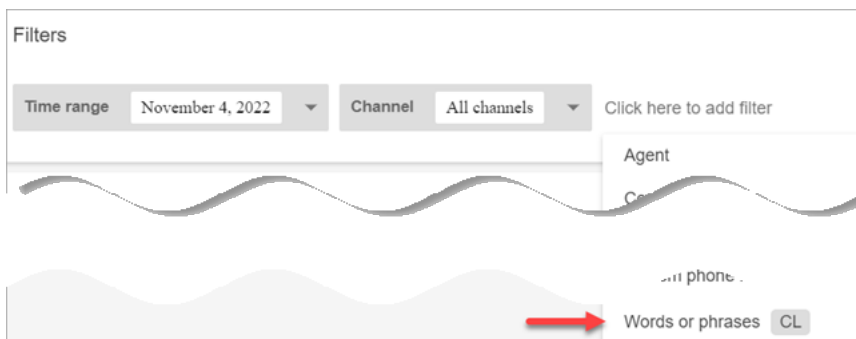 Filters
Time range November 4, 2022 Channel All channels Click here to add filter
Agent
phone
Words or phrases CL